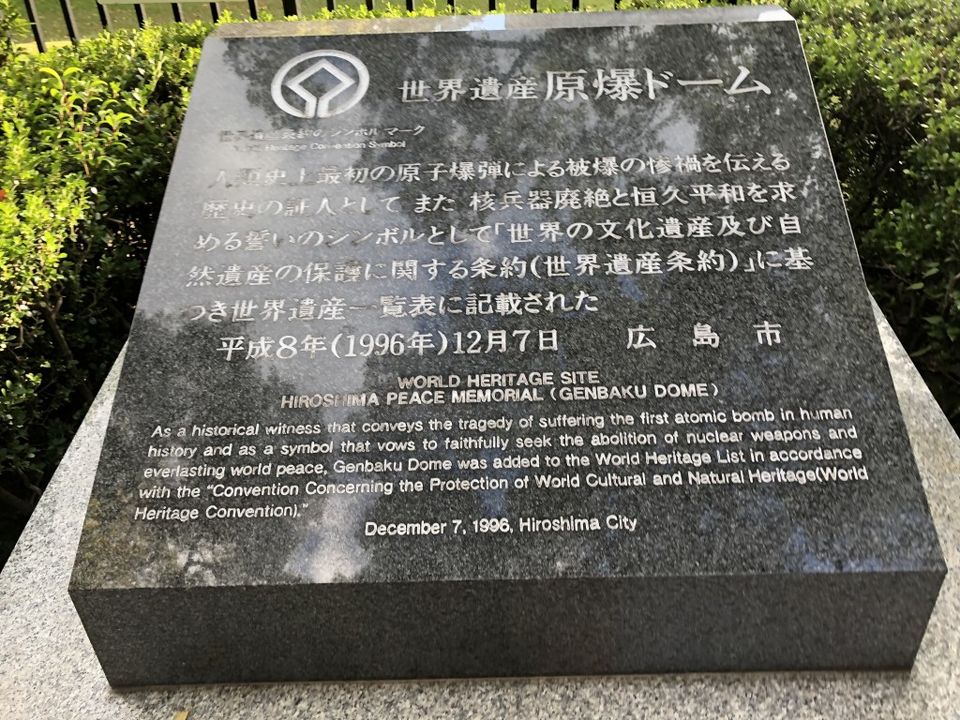 世界遺産 原爆ドーム
世界遺産条約のシンボルマーク
Heritage Convention Symbol
人類史上最初の原子爆弾による被爆の惨禍を伝える
歴史の証人として また 核兵器廃絶と恒久平和を求
める誓いのシンボルとして「世界の文化遺産及び自
然遺産の保護に関する条約(世界遺産条約)」に基
づき世界遺産一覧表に記載された
平成8年(1996年)12月7日 広島市
WORLD HERITAGE SITE
HIROSHIMA PEACE MEMORIAL (GENBAKU DOME)
As a historical witness that conveys the tragedy of suffering the first atomic bomb in human
history and as a symbol that vows to faithfully seek the abolition of nuclear weapons and
everlasting world peace, Genbaku Dome was added to the World Heritage List in accordance
with the "Convention Concerning the Protection of World Cultural and Natural Heritage(World
Heritage Convention)."
December 7, 1996, Hiroshima City